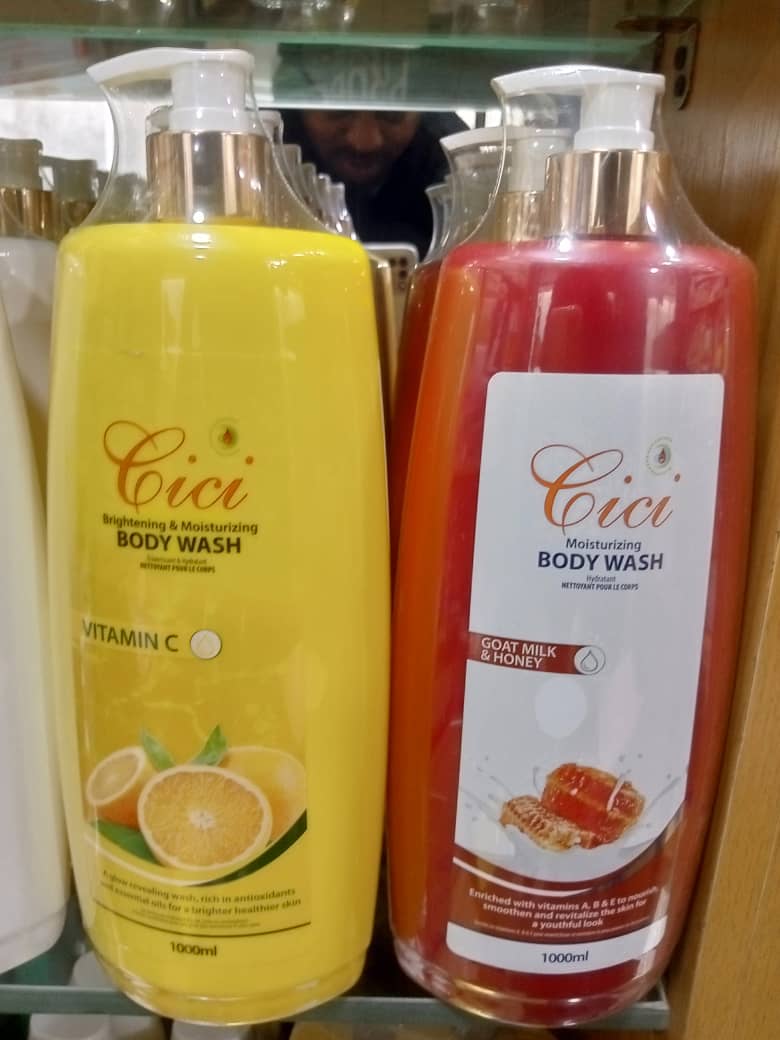 Cici
Brightening & Moisturizing
BODY WASH
NETTOYANT POUR LE CORPS
VITAMIN C
A glow revealing wash, rich in antioxidants
and essential oils for a brighter healthier skin
1000ml
Cici
Moisturizing
BODY WASH
Hydratant
NETTOYANT POUR LE CORPS
GOAT MILK
& HONEY
Enriched with vitamins A, B & E to nourish,
smoothen and revitalize the skin for
a youthful look
1000ml